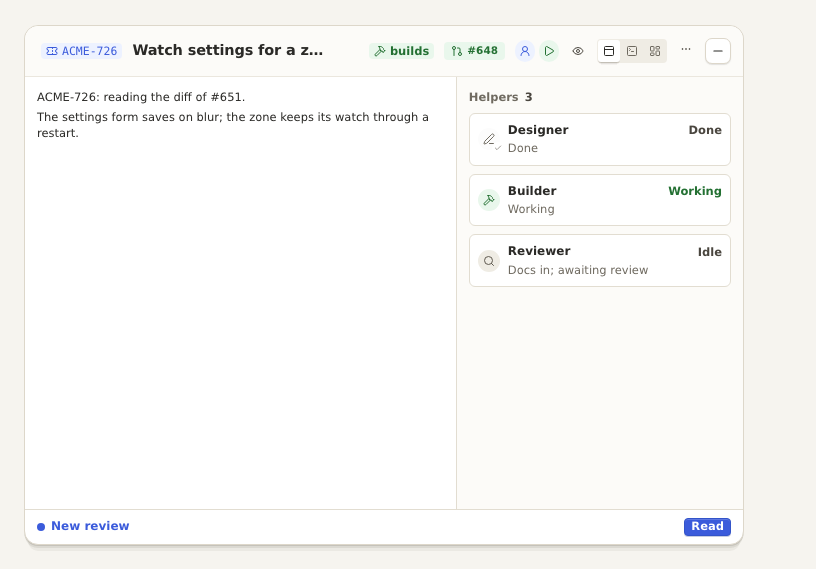 ACME-726 Watch settings for a z... builds #648 ...
ACME-726: reading the diff of #651.
The settings form saves on blur; the zone keeps its watch through a
restart.
Helpers 3
Designer Done
Done
Builder Working
Working
Reviewer Idle
Docs in; awaiting review
New review Read